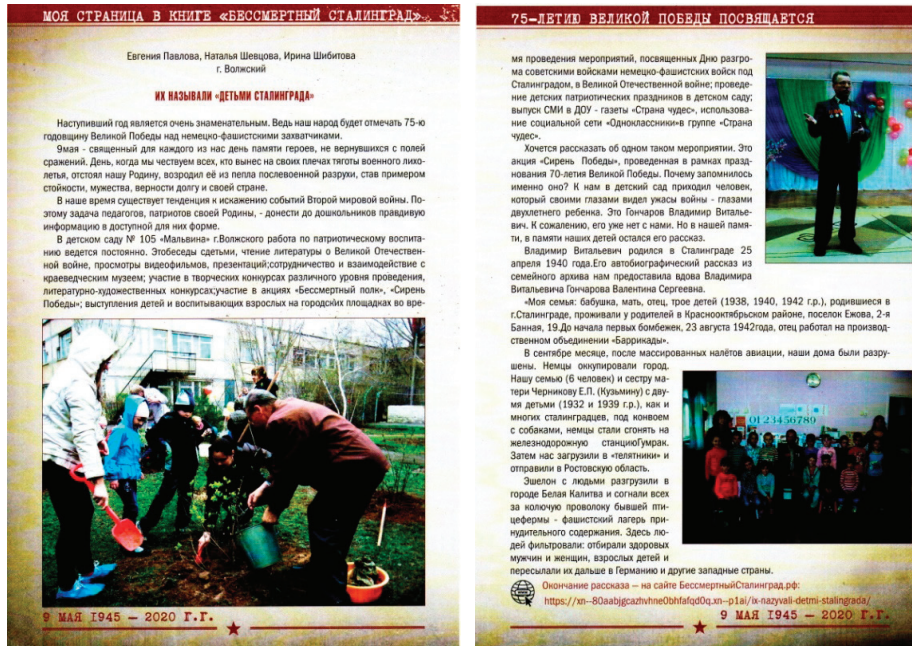 МОЯ СТРАНИЦА В КНИГЕ «БЕССМЕРТНЫЙ СТАЛИНГРАД»
Евгения Павлова, Наталья Шевцова, Ирина Шибитова
г. Волжский
ИХ НАЗЫВАЛИ «ДЕТЬМИ СТАЛИНГРАДА»
Наступивший год является очень знаменательным. Ведь наш народ будет отмечать 75-ю
годовщину Великой Победы над немецко-фашистскими захватчиками.
9мая - священный для каждого из нас день памяти героев, не вернувшихся с полей
сражений. День, когда мы чествуем всех, кто вынес на своих плечах тяготы военного лихо-
летья, отстоял нашу Родину, возродил её из пепла послевоенной разрухи, став примером
стойкости, мужества, верности долгу и своей стране.
В наше время существует тенденция к искажению событий Второй мировой войны. По-
этому задача педагогов, патриотов своей Родины, - донести до дошкольников правдивую
информацию в доступной для них форме.
В детском саду № 105 «Мальвина» г.Волжского работа по патриотическому воспита-
нию ведется постоянно. Этобеседы сдетьми, чтение литературы о Великой Отечествен-
ной войне, просмотры видеофильмов, презентаций;сотрудничество и взаимодействие с
краеведческим музеем; участие в творческих конкурсах различного уровня проведения,
литературно-художественных конкурсах;участие в акциях «Бессмертный полк», «Сирень
Победы»; выступления детей и воспитывающих взрослых на городских площадках во вре-
9 МАЯ 1945 — 2020 Г.Г.
75-ЛЕТИЮ ВЕЛИКОЙ ПОБЕДЫ ПОСВЯЩАЕТСЯ
мя проведения мероприятий, посвященных Дню разгро-
ма советскими войсками немецко-фашистских войск под
Сталинградом, в Великой Отечественной войне; проведе-
ние детских патриотических праздников в детском саду;
выпуск СМИ в ДОУ - газеты «Страна чудес», использова-
ние социальной сети «Одноклассники»в группе «Страна
чудес».
Хочется рассказать об одном таком мероприятии. Это
акция «Сирень Победы», проведенная в рамках празд-
нования 70-летия Великой Победы. Почему запомнилось
именно оно? К нам в детский сад приходил человек,
который своими глазами видел ужасы войны - глазами
двухлетнего ребенка. Это Гончаров Владимир Виталье-
вич. К сожалению, его уже нет с нами. Но в нашей памя-
ти, в памяти наших детей остался его рассказ.
Владимир Витальевич родился в Сталинграде 25
апреля 1940 года.Его автобиографический рассказ из
семейного архива нам предоставила вдова Владимира
Витальевича Гончарова Валентина Сергеевна.
«Моя семья: бабушка, мать, отец, трое детей (1938, 1940, 1942 г.р.), родившиеся в
г.Сталинграде, проживали у родителей в Краснооктябрьском районе, поселок Ежова, 2-я
Банная, 19.До начала первых бомбежек, 23 августа 1942года, отец работал на производ-
ственном объединении «Баррикады».
В сентябре месяце, после массированных налётов авиации, наши дома были разру-
шены. Немцы оккупировали город.
Нашу семью (6 человек) и сестру ма-
тери Черникову Е.П. (Кузьмину) с дву-
мя детьми (1932 и 1939 г.р.), как и
многих сталинградцев, под конвоем
с собаками, немцы стали сгонять на
железнодорожную станциюГумрак.
Затем нас загрузили в «телятники» и
отправили в Ростовскую область.
Эшелон с людьми разгрузили в
городе Белая Калитва и согнали всех
за колючую проволоку бывшей пти-
цефермы - фашистский лагерь при-
нудительного содержания. Здесь лю-
дей фильтровали: отбирали здоровых
мужчин и женщин, взрослых детей и
пересылали их дальше в Германию и другие западные страны.
0123456789
Окончание рассказа — на сайте БессмертныйСталинград.рф:
https://xn--80aabjgcazhvhne0bhfafqd0q.xn--p1ai/ix-nazyvali-detmi-stalingrada/
9 МАЯ 1945 — 2020 Г.Г.